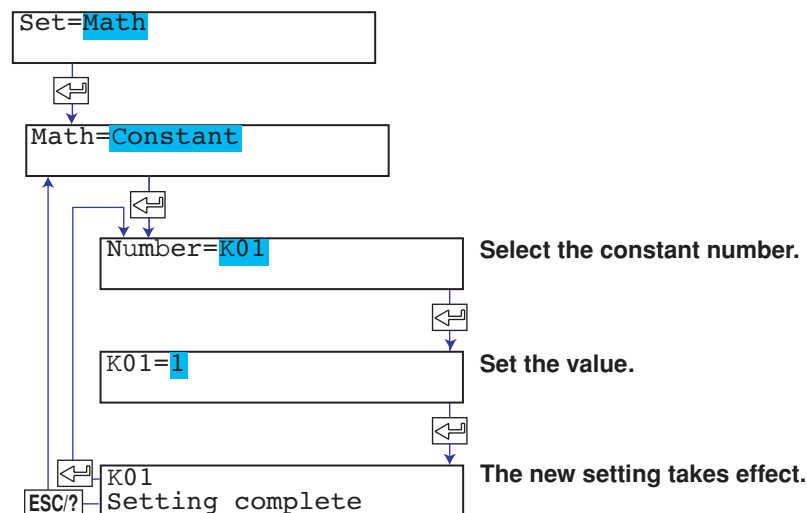 Set=Math
Math=Constant
Number=K01
Select the constant number.
K01=1
Set the value.
K01
The new setting takes effect.
ESC/?
Setting complete